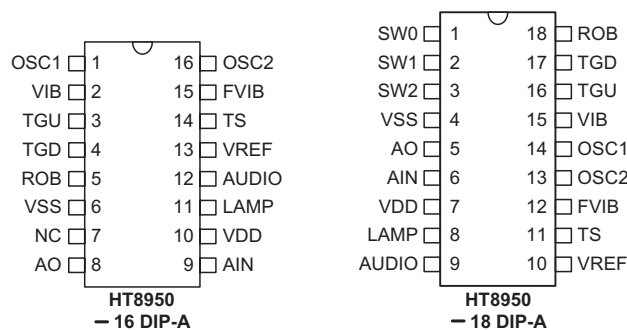 OSC1 1 16 OSC2
VIB 2 15 FVIB
TGU 3 14 TS
TGD 4 13 VREF
ROB 5 12 AUDIO
VSS 6 11 LAMP
NC 7 10 VDD
AO 8 9 AIN
HT8950
– 16 DIP-A
SW0 1 18 ROB
SW1 2 17 TGD
SW2 3 16 TGU
VSS 4 15 VIB
AO 5 14 OSC1
AIN 6 13 OSC2
VDD 7 12 FVIB
LAMP 8 11 TS
AUDIO 9 10 VREF
HT8950
– 18 DIP-A